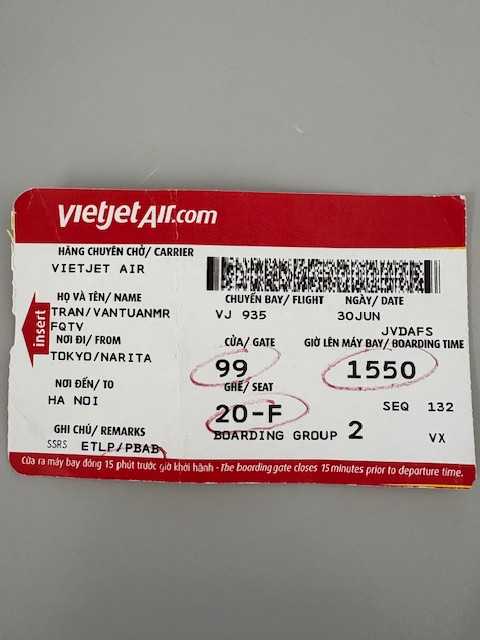 vietjetAir.com
HÃNG CHUYÊN CHỞ/ CARRIER
VIETJET AIR
HỌ VÀ TÊN/ NAME
TRAN/VANTUANMR
FQTV
NƠI ĐI/ FROM
TOKYO/NARITA
NƠI ĐẾN/ TO
HA NOI
GHI CHÚ/ REMARKS
SSRS ETLP/PBAB
insert
CHUYẾN BAY/ FLIGHT NGÀY/ DATE
VJ 935 30JUN
JVDAFS
CỬA/ GATE GIỜ LÊN MÁY BAY/ BOARDING TIME
99 1550
GHẾ/ SEAT
20-F SEQ 132
BOARDING GROUP 2 VX
Cửa ra máy bay đóng 15 phút trước giờ khởi hành - The boarding gate closes 15 minutes prior to departure time.